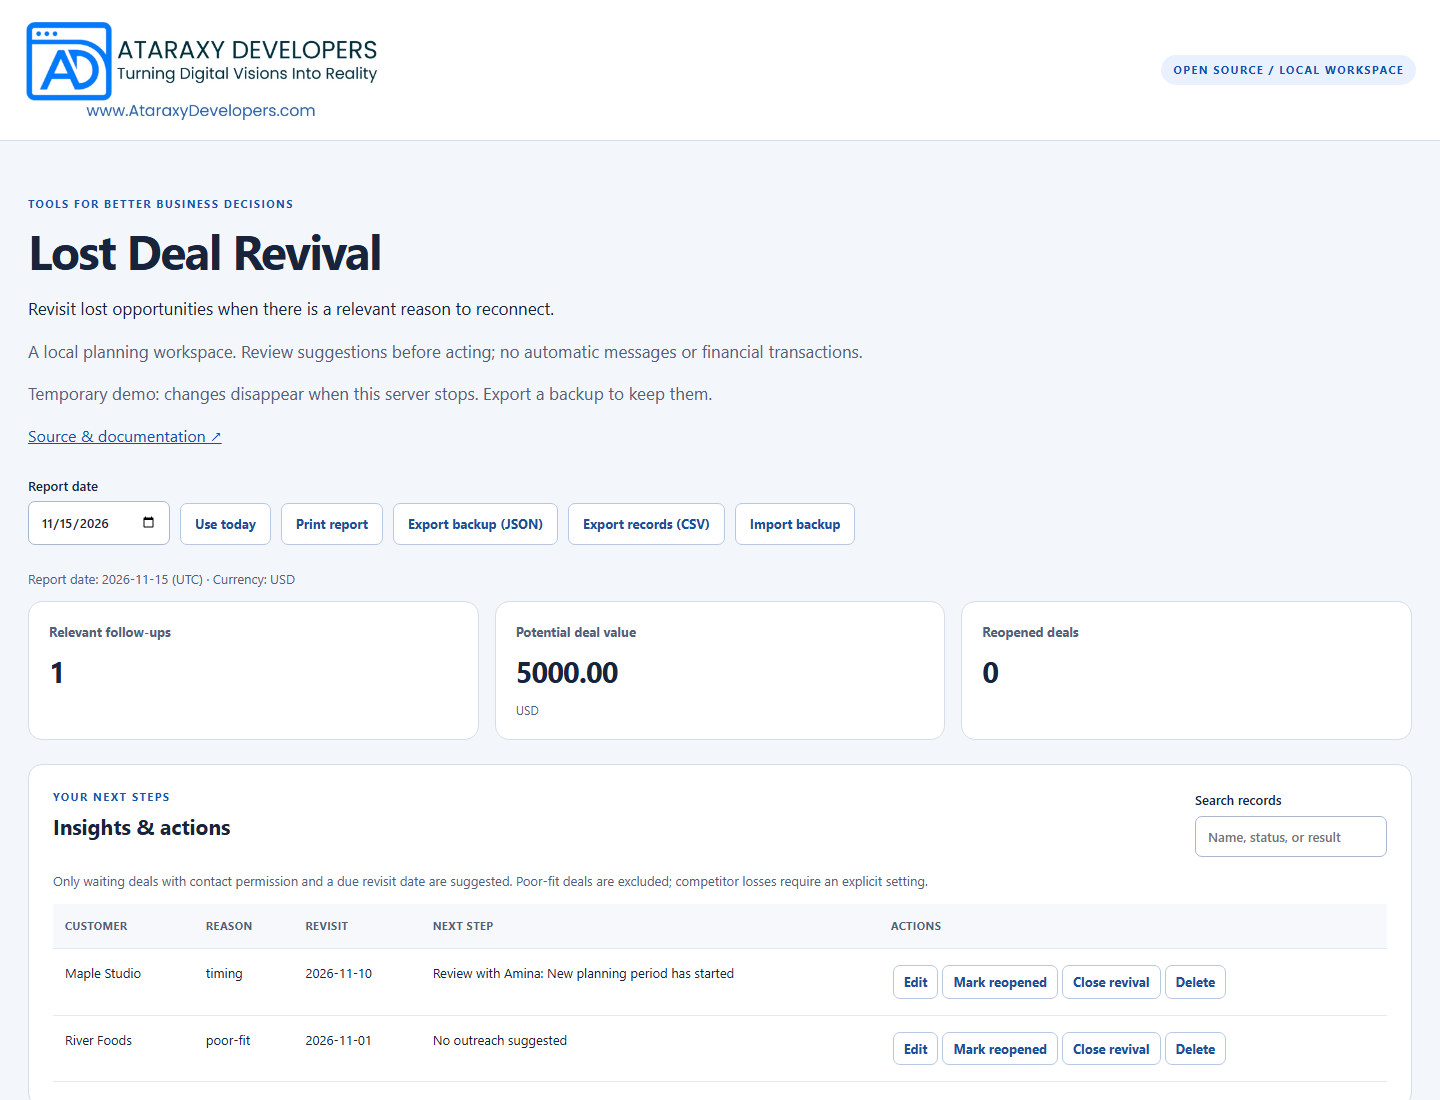 AD
ATARAXY DEVELOPERS
Turning Digital Visions Into Reality
www.AtaraxyDevelopers.com
OPEN SOURCE / LOCAL WORKSPACE
TOOLS FOR BETTER BUSINESS DECISIONS
Lost Deal Revival
Revisit lost opportunities when there is a relevant reason to reconnect.
A local planning workspace. Review suggestions before acting; no automatic messages or financial transactions.
Temporary demo: changes disappear when this server stops. Export a backup to keep them.
Source & documentation ↗
Report date
11/15/2026 Use today Print report Export backup (JSON) Export records (CSV) Import backup
Report date: 2026-11-15 (UTC) · Currency: USD
Relevant follow-ups
1
Potential deal value
5000.00
USD
Reopened deals
0
YOUR NEXT STEPS
Insights & actions
Search records
Name, status, or result
Only waiting deals with contact permission and a due revisit date are suggested. Poor-fit deals are excluded; competitor losses require an explicit setting.
CUSTOMER REASON REVISIT NEXT STEP ACTIONS
Maple Studio timing 2026-11-10 Review with Amina: New planning period has started Edit Mark reopened Close revival Delete
River Foods poor-fit 2026-11-01 No outreach suggested Edit Mark reopened Close revival Delete